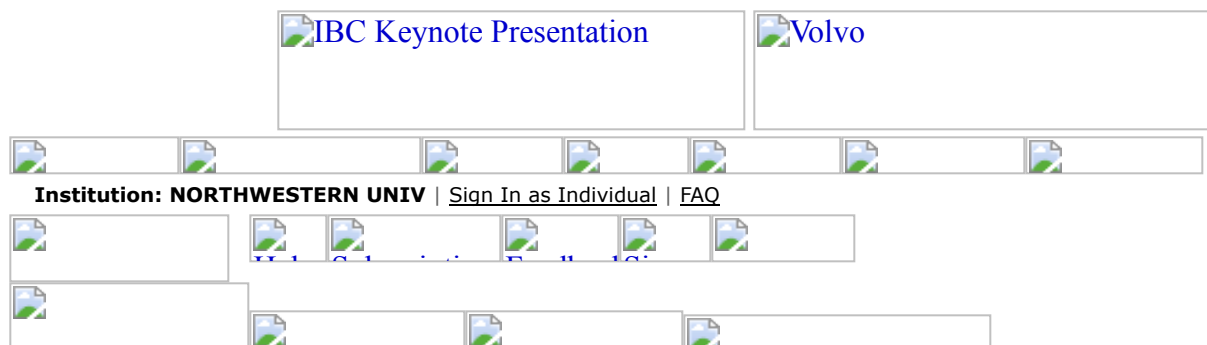 IBC Keynote Presentation
Volvo
Institution: NORTHWESTERN UNIV | Sign In as Individual | FAQ